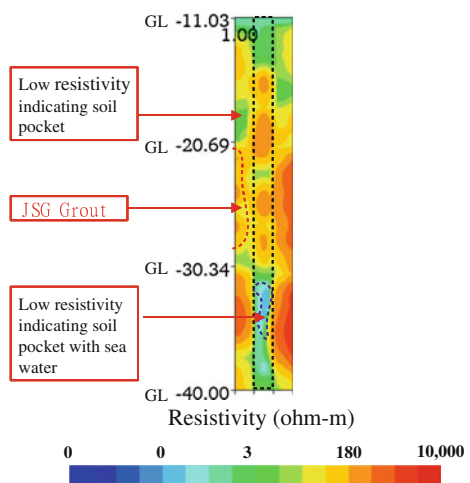 GL -11.03
1.00
Low resistivity
indicating soil
pocket
GL -20.69
JSG Grout
GL -30.34
Low resistivity
indicating soil
pocket with sea
water
GL -40.00
Resistivity (ohm-m)
0 0 3 180 10,000